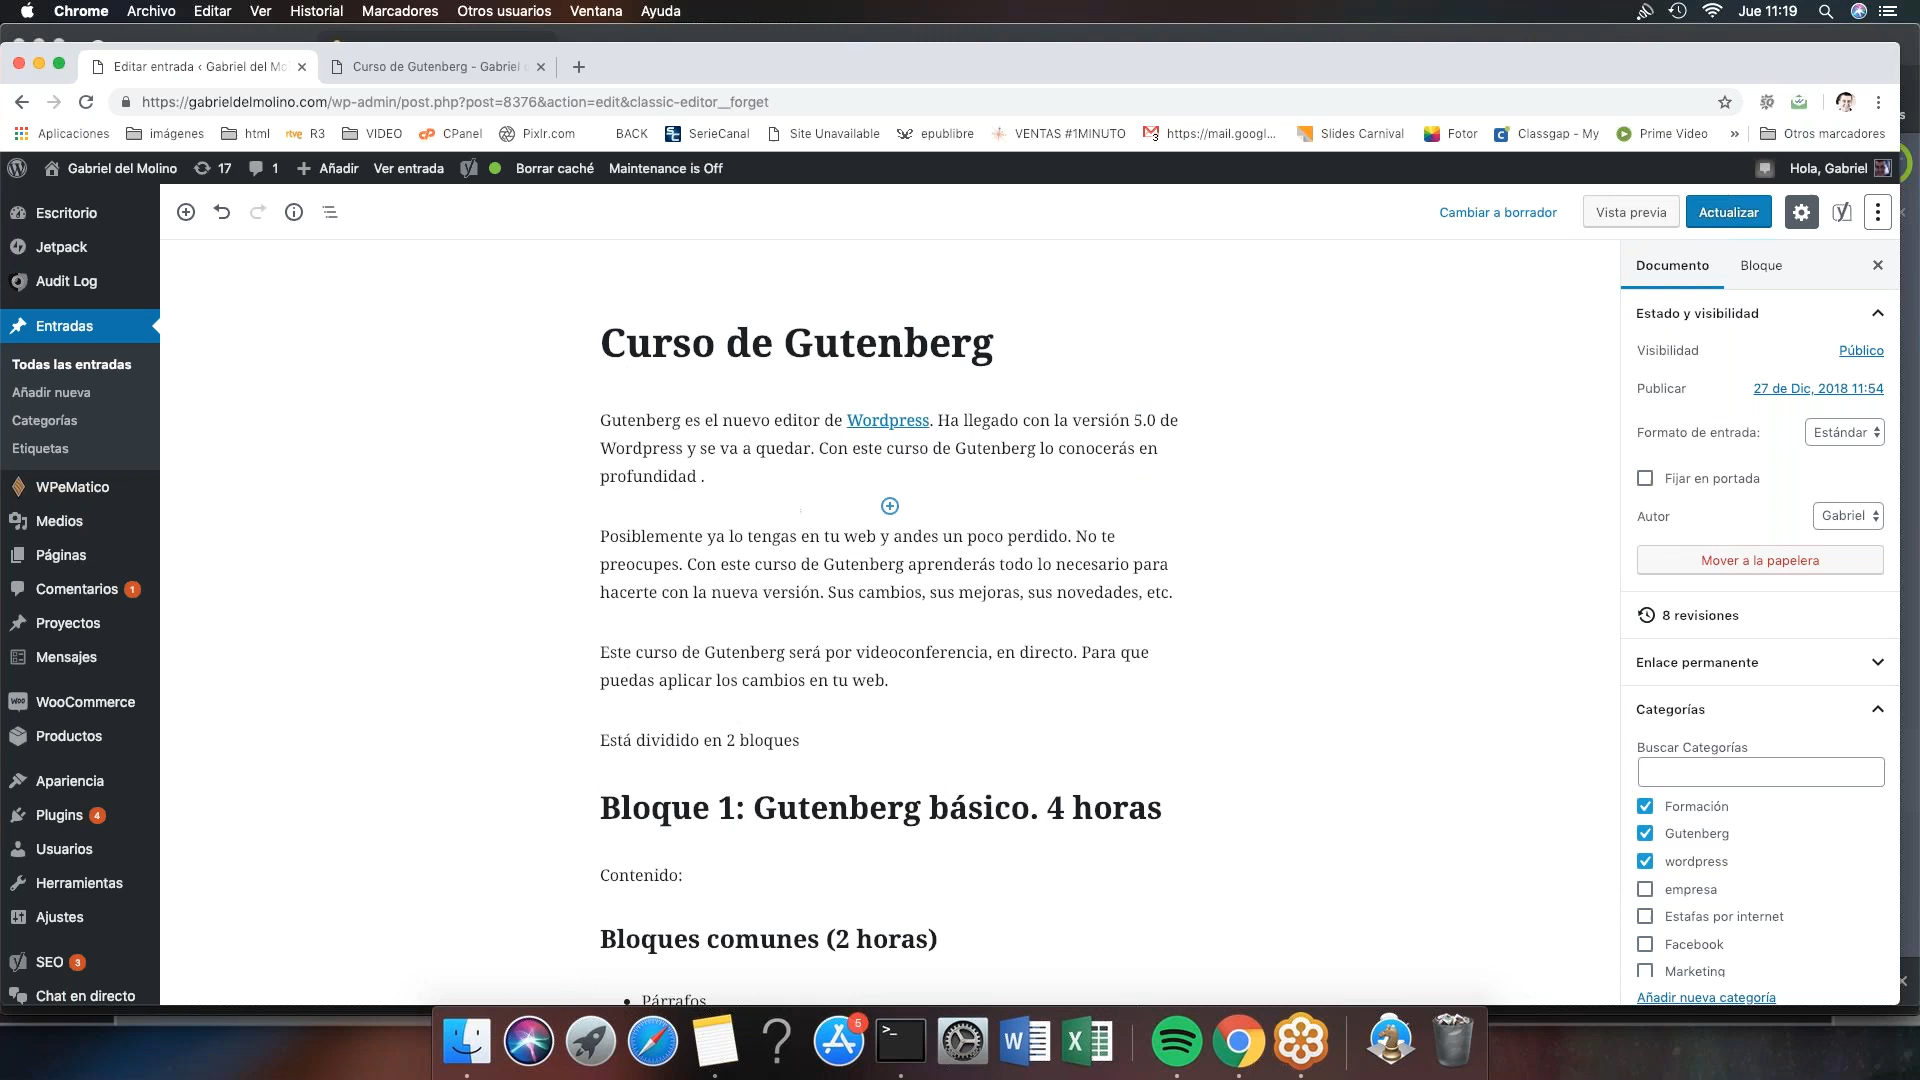 Chrome Archivo Editar Ver Historial Marcadores Otros usuarios Ventana Ayuda Jue 11:19
Editar entrada ‹ Gabriel del Mo
Curso de Gutenberg - Gabriel
https://gabrieldelmolino.com/wp-admin/post.php?post=8376&action=edit&classic-editor__forget
Aplicaciones imágenes html rtve R3 VIDEO CPanel Pixlr.com BACK SerieCanal Site Unavailable epublibre VENTAS #1MINUTO https://mail.googl... Slides Carnival Fotor Classgap - My Prime Video » Otros marcadores
Gabriel del Molino 17 1 Añadir Ver entrada Borrar caché Maintenance is Off Hola, Gabriel
Escritorio
Jetpack
Audit Log
Entradas
Todas las entradas
Añadir nueva
Categorías
Etiquetas
WPeMatico
Medios
Páginas
Comentarios 1
Proyectos
Mensajes
WooCommerce
Productos
Apariencia
Plugins 4
Usuarios
Herramientas
Ajustes
SEO 3
Chat en directo
Cambiar a borrador Vista previa Actualizar
Curso de Gutenberg
Gutenberg es el nuevo editor de Wordpress. Ha llegado con la versión 5.0 de
Wordpress y se va a quedar. Con este curso de Gutenberg lo conocerás en
profundidad .
Posiblemente ya lo tengas en tu web y andes un poco perdido. No te
preocupes. Con este curso de Gutenberg aprenderás todo lo necesario para
hacerte con la nueva versión. Sus cambios, sus mejoras, sus novedades, etc.
Este curso de Gutenberg será por videoconferencia, en directo. Para que
puedas aplicar los cambios en tu web.
Está dividido en 2 bloques
Bloque 1: Gutenberg básico. 4 horas
Contenido:
Bloques comunes (2 horas)
• Párrafos
Documento Bloque
Estado y visibilidad
Visibilidad Público
Publicar 27 de Dic, 2018 11:54
Formato de entrada: Estándar
Fijar en portada
Autor Gabriel
Mover a la papelera
8 revisiones
Enlace permanente
Categorías
Buscar Categorías
Formación
Gutenberg
wordpress
empresa
Estafas por internet
Facebook
Marketing
Añadir nueva categoría
5